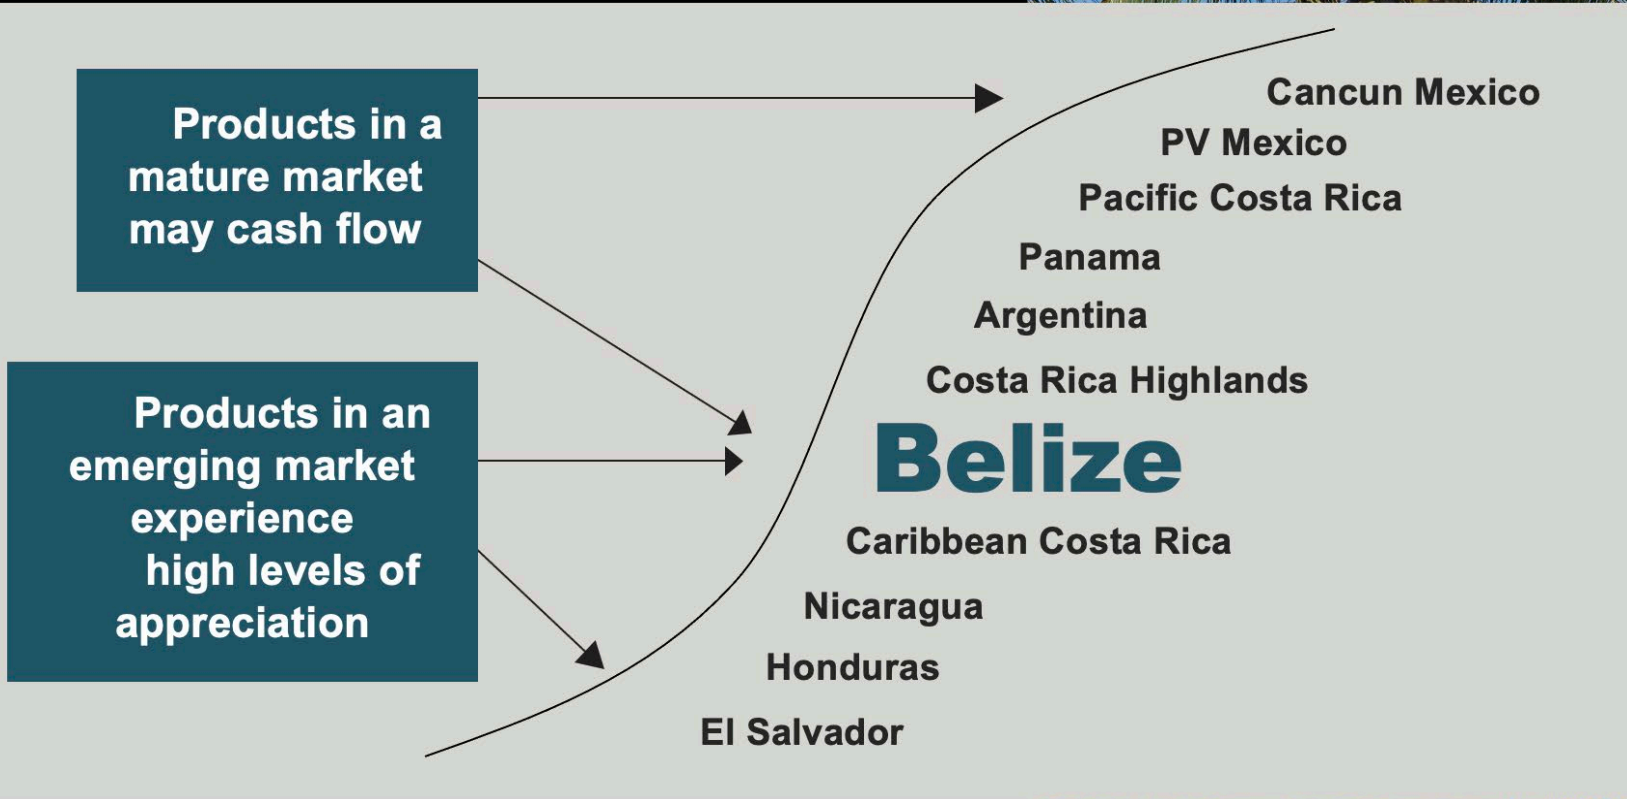 Products in a
mature market
may cash flow
Products in an
emerging market
experience
high levels of
appreciation
Cancun Mexico
PV Mexico
Pacific Costa Rica
Panama
Argentina
Costa Rica Highlands
Belize
Caribbean Costa Rica
Nicaragua
Honduras
El Salvador